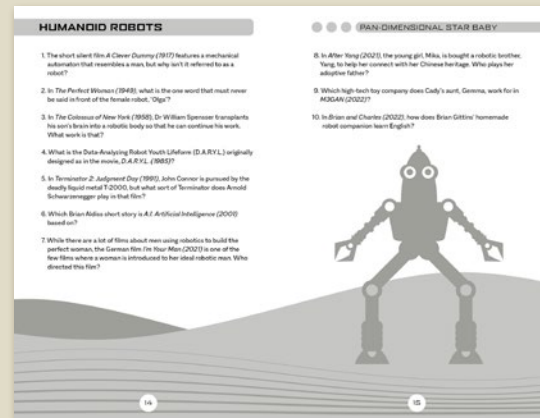 HUMANOID ROBOTS
1. The short silent film A Clever Dummy (1917) features a mechanical
automaton that resembles a man, but why isn't it referred to as a
robot?
2. In The Perfect Woman (1949), what is the one word that must never
be said in front of the female robot, 'Olga'?
3. In The Colossus of New York (1958), Dr William Spensser transplants
his son's brain into a robotic body so that he can continue his work.
What work is that?
4. What is the Data-Analyzing Robot Youth Lifeform (D.A.R.Y.L.) originally
designed as in the movie, D.A.R.Y.L. (1985)?
5. In Terminator 2: Judgment Day (1991), John Connor is pursued by the
deadly liquid metal T-2000, but what sort of Terminator does Arnold
Schwarzenegger play in that film?
6. Which Brian Aldiss short story is A.I. Artificial Intelligence (2001)
based on?
7. While there are a lot of films about men using robotics to build the
perfect woman, the German film I'm Your Man (2021) is one of the
few films where a woman is introduced to her ideal robotic man. Who
directed this film?
14
PAN-DIMENSIONAL STAR BABY
8. In After Yang (2021), the young girl, Mika, is bought a robotic brother,
Yang, to help her connect with her Chinese heritage. Who plays her
adoptive father?
9. Which high-tech toy company does Cady's aunt, Gemma, work for in
M3GAN (2022)?
10. In Brian and Charles (2022), how does Brian Gittins' homemade
robot companion learn English?
15